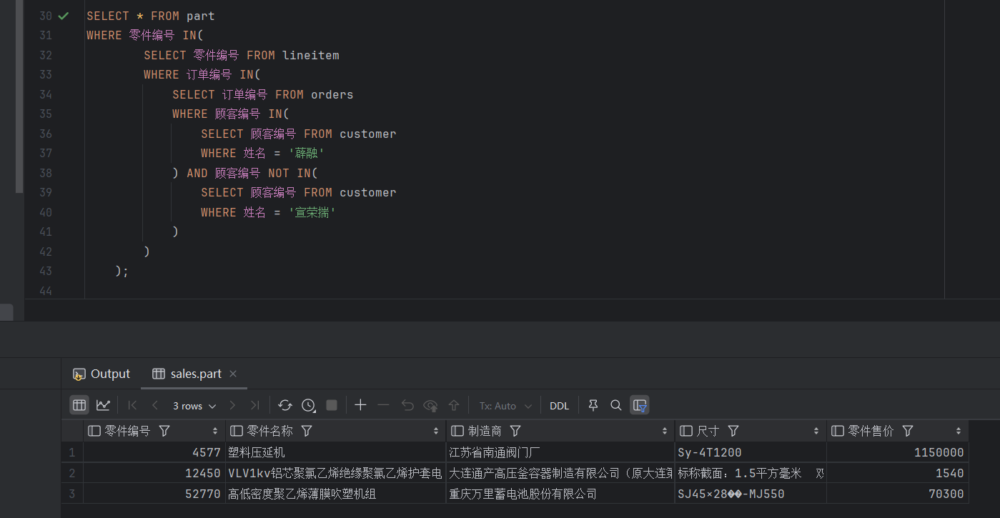 30 SELECT * FROM part
31 WHERE 零件编号 IN(
32 SELECT 零件编号 FROM lineitem
33 WHERE 订单编号 IN(
34 SELECT 订单编号 FROM orders
35 WHERE 顾客编号 IN(
36 SELECT 顾客编号 FROM customer
37 WHERE 姓名 = '薜融'
38 ) AND 顾客编号 NOT IN(
39 SELECT 顾客编号 FROM customer
40 WHERE 姓名 = '宣荣揣'
41 )
42 )
43 );
44
Output sales.part
3 rows Tx: Auto DDL
零件编号 零件名称 制造商 尺寸 零件售价
1 4577 塑料压延机 江苏省南通阀门厂 Sy-4T1200 1150000
2 12450 VLV1kv铝芯聚氯乙烯绝缘聚氯乙烯护套电 大连通产高压釜容器制造有限公司（原大连第 标称截面：1.5平方毫米 双 1540
3 52770 高低密度聚乙烯薄膜吹塑机组 重庆万里蓄电池股份有限公司 SJ45×28��-MJ550 70300